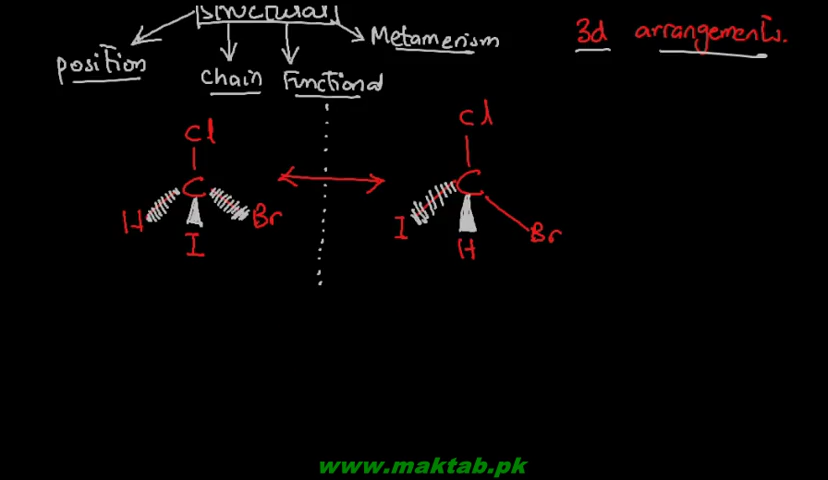 structural
3d arrangements.
Metamerism
position
chain
Functional
Cl
Cl
C
C
H
Br
I
I
H
Br
www.maktab.pk